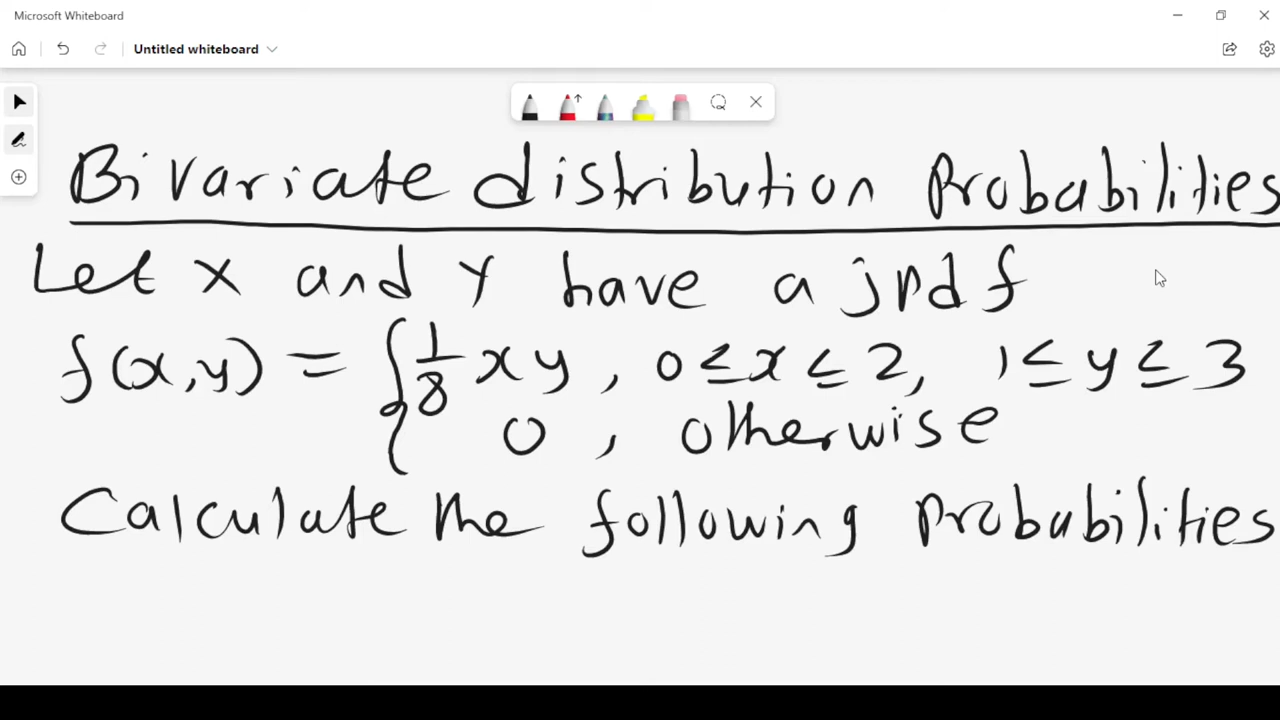 Microsoft Whiteboard
Untitled whiteboard
Bivariate distribution Probabilities
Let X and Y have a jpdf
f(x,y) = { 1/8 xy, 0 ≤ x ≤ 2, 1 ≤ y ≤ 3
0, otherwise
Calculate the following Probabilities